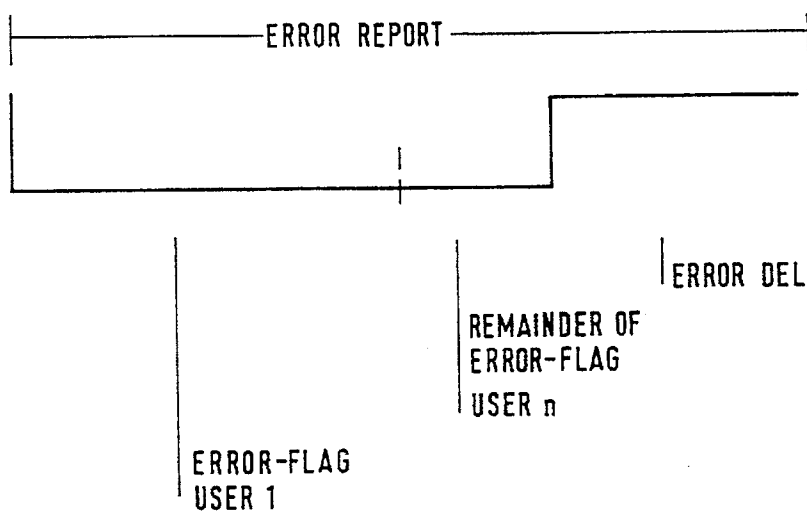 ERROR REPORT
ERROR DEL
REMAINDER OF
ERROR-FLAG
USER n
ERROR-FLAG
USER 1